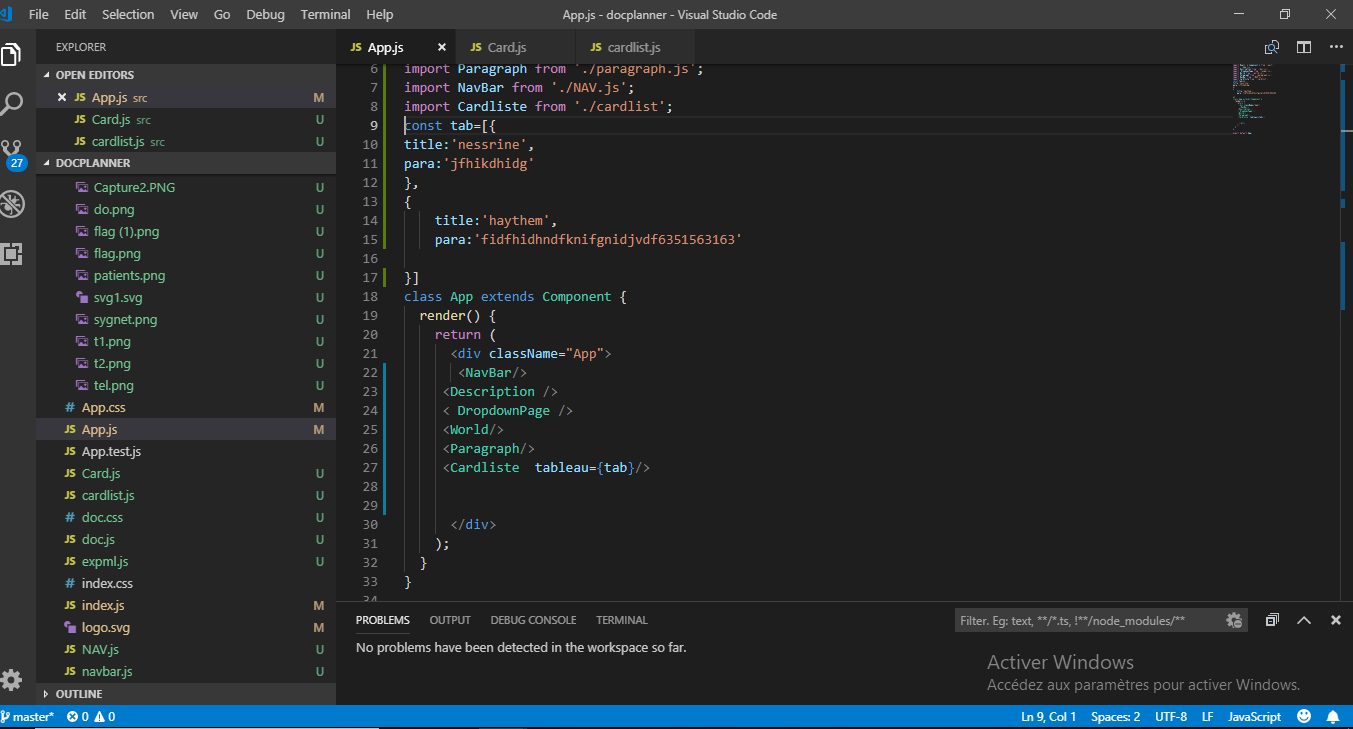 File Edit Selection View Go Debug Terminal Help
App.js - docplanner - Visual Studio Code
EXPLORER
OPEN EDITORS
JS App.js src M
JS Card.js src U
JS cardlist.js src U
27
DOCPLANNER
Capture2.PNG U
do.png U
flag (1).png U
flag.png U
patients.png U
svg1.svg U
sygnet.png U
t1.png U
t2.png U
tel.png U
# App.css M
JS App.js M
JS App.test.js
JS Card.js U
JS cardlist.js U
# doc.css U
JS doc.js U
JS expml.js U
# index.css
JS index.js M
logo.svg M
JS NAV.js U
JS navbar.js U
OUTLINE
JS App.js
JS Card.js
JS cardlist.js
6 import Paragraph from './paragraph.js';
7 import NavBar from './NAV.js';
8 import Cardliste from './cardlist';
9 const tab=[{
10 title:'nessrine',
11 para:'jfhikdhidg'
12 },
13 {
14 title:'haythem',
15 para:'fidfhidhndfknifgnidjvdf6351563163'
16
17 }]
18 class App extends Component {
19 render() {
20 return (
21 <div className="App">
22 <NavBar/>
23 <Description />
24 < DropdownPage />
25 <World/>
26 <Paragraph/>
27 <Cardliste  tableau={tab}/>
28
29
30 </div>
31 );
32 }
33 }
34
PROBLEMS OUTPUT DEBUG CONSOLE TERMINAL
Filter. Eg: text, **/*.ts, !**/node_modules/**
No problems have been detected in the workspace so far.
Activer Windows
Accédez aux paramètres pour activer Windows.
master* 0 0
Ln 9, Col 1 Spaces: 2 UTF-8 LF JavaScript